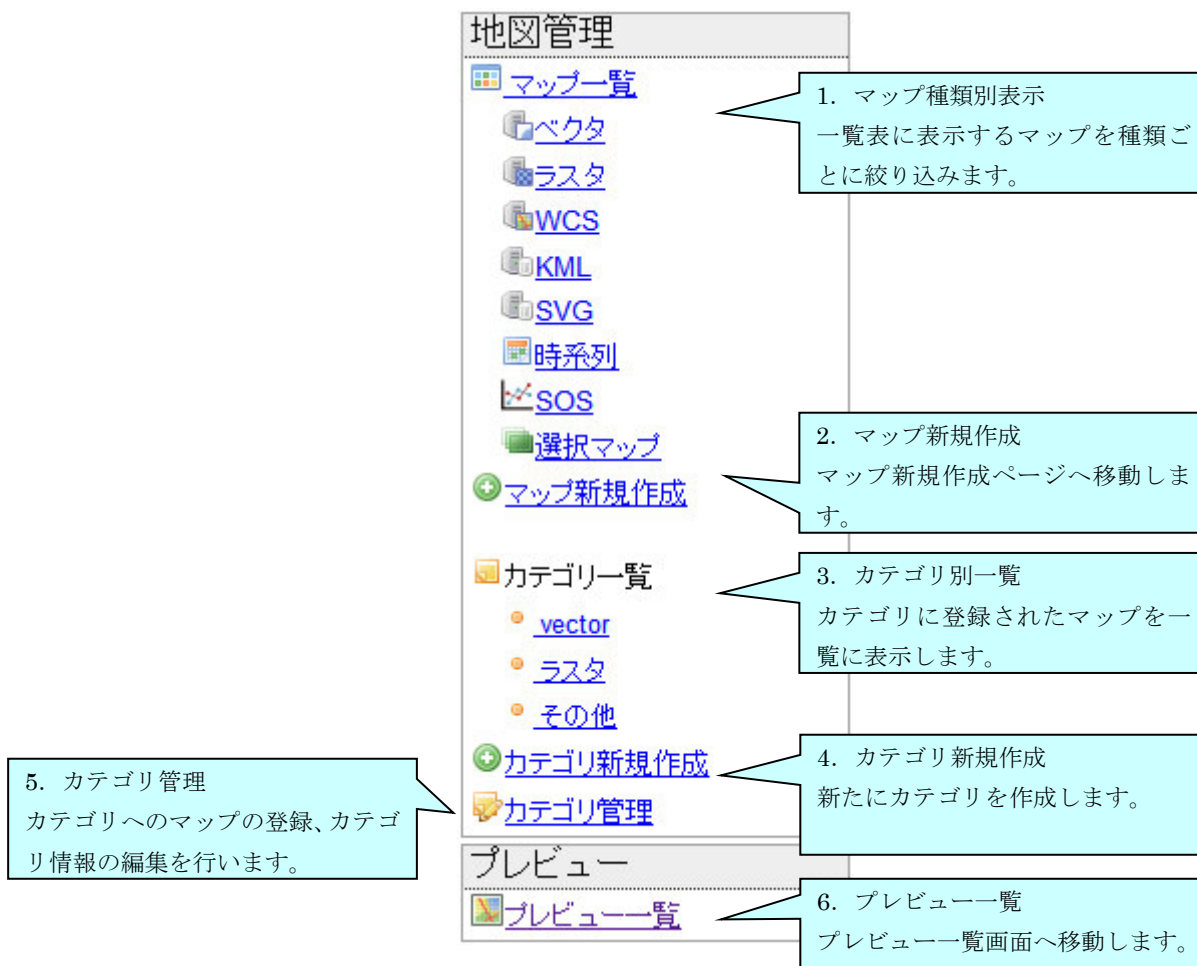 地図管理
マップ一覧
ベクタ
ラスタ
WCS
KML
SVG
時系列
SOS
選択マップ
マップ新規作成
カテゴリ一覧
vector
ラスタ
その他
カテゴリ新規作成
カテゴリ管理
プレビュー
プレビュー一覧
1. マップ種類別表示
一覧表に表示するマップを種類ご
とに絞り込みます。
2. マップ新規作成
マップ新規作成ページへ移動しま
す。
3. カテゴリ別一覧
カテゴリに登録されたマップを一
覧に表示します。
4. カテゴリ新規作成
新たにカテゴリを作成します。
5. カテゴリ管理
カテゴリへのマップの登録、カテゴ
リ情報の編集を行います。
6. プレビュー一覧
プレビュー一覧画面へ移動します。